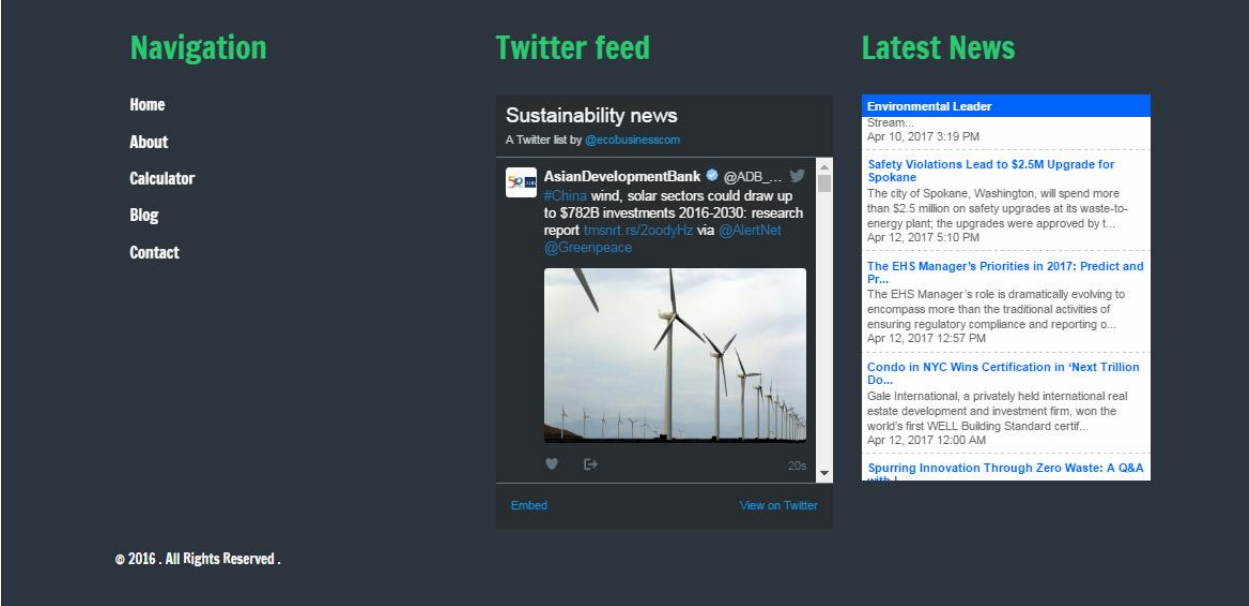 Navigation
Home
About
Calculator
Blog
Contact
Twitter feed
Sustainability news
A Twitter list by @ecobusinesscom
AsianDevelopmentBank @ADB_...
#China wind, solar sectors could draw up
to $782B investments 2016-2030: research
report tmsnrt.rs/2oodyHz via @AlertNet
@Greenpeace
20s
Embed
View on Twitter
Latest News
Environmental Leader
Stream...
Apr 10, 2017 3:19 PM
Safety Violations Lead to $2.5M Upgrade for
Spokane
The city of Spokane, Washington, will spend more
than $2.5 million on safety upgrades at its waste-to-
energy plant; the upgrades were approved by t...
Apr 12, 2017 5:10 PM
The EHS Manager's Priorities in 2017: Predict and
Pr...
The EHS Manager's role is dramatically evolving to
encompass more than the traditional activities of
ensuring regulatory compliance and reporting o...
Apr 12, 2017 12:57 PM
Condo in NYC Wins Certification in ‘Next Trillion
Do...
Gale International, a privately held international real
estate development and investment firm, won the
world's first WELL Building Standard certif...
Apr 12, 2017 12:00 AM
Spurring Innovation Through Zero Waste: A Q&A
© 2016 . All Rights Reserved .